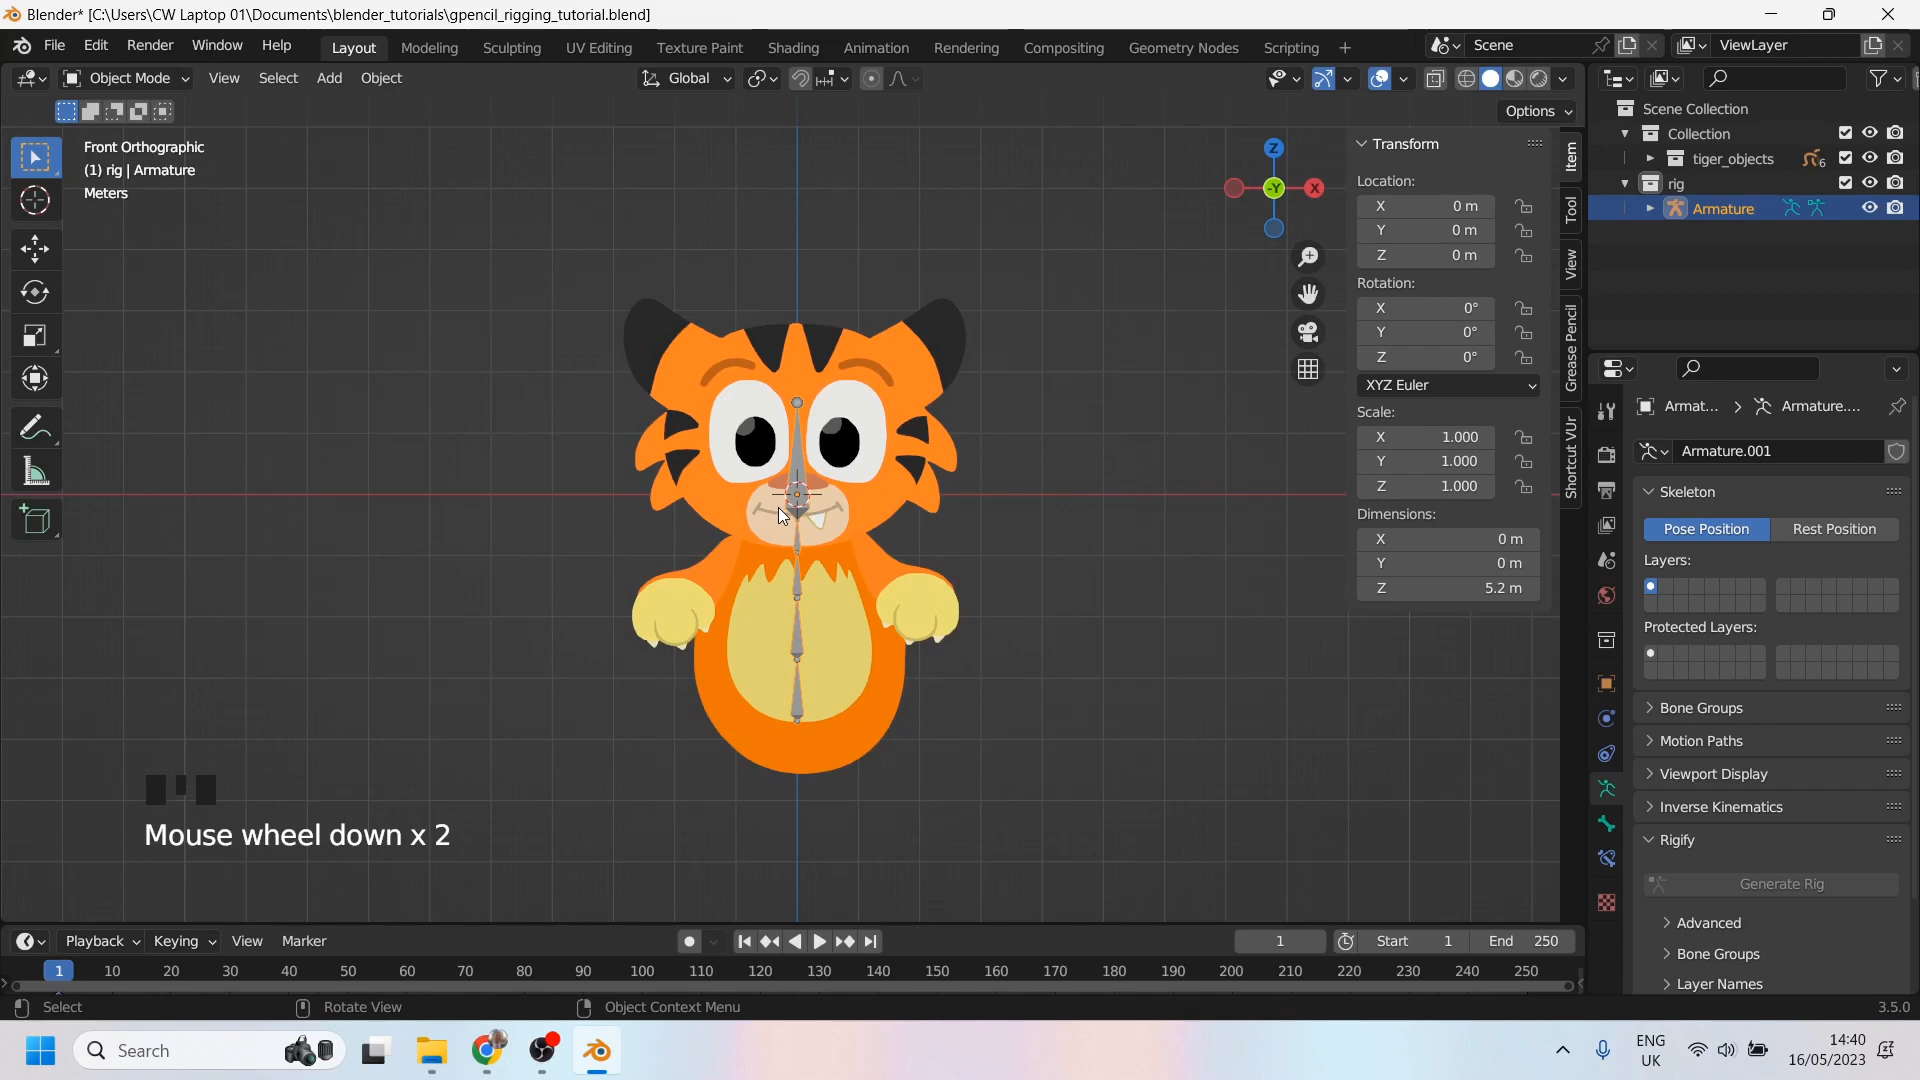 Blender* [C:\Users\CW Laptop 01\Documents\blender_tutorials\gpencil_rigging_tutorial.blend]
File Edit Render Window Help
Layout Modeling Sculpting UV Editing Texture Paint Shading Animation Rendering Compositing Geometry Nodes Scripting +
Scene
ViewLayer
Object Mode View Select Add Object
Global
Options
Front Orthographic
(1) rig | Armature
Meters
Z
-Y
X
Transform
Location:
X 0 m
Y 0 m
Z 0 m
Rotation:
X 0°
Y 0°
Z 0°
XYZ Euler
Scale:
X 1.000
Y 1.000
Z 1.000
Dimensions:
X 0 m
Y 0 m
Z 5.2 m
Item
Tool
View
Grease Pencil
Shortcut VUr
Scene Collection
Collection
tiger_objects 6
rig
Armature
Armat... > Armature....
Armature.001
Skeleton
Pose Position Rest Position
Layers:
Protected Layers:
Bone Groups
Motion Paths
Viewport Display
Inverse Kinematics
Rigify
Generate Rig
Advanced
Bone Groups
Layer Names
Mouse wheel down x 2
Playback Keying View Marker
1
Start 1 End 250
1 10 20 30 40 50 60 70 80 90 100 110 120 130 140 150 160 170 180 190 200 210 220 230 240 250
Select Rotate View Object Context Menu
3.5.0
Search
ENG
UK
14:40
16/05/2023